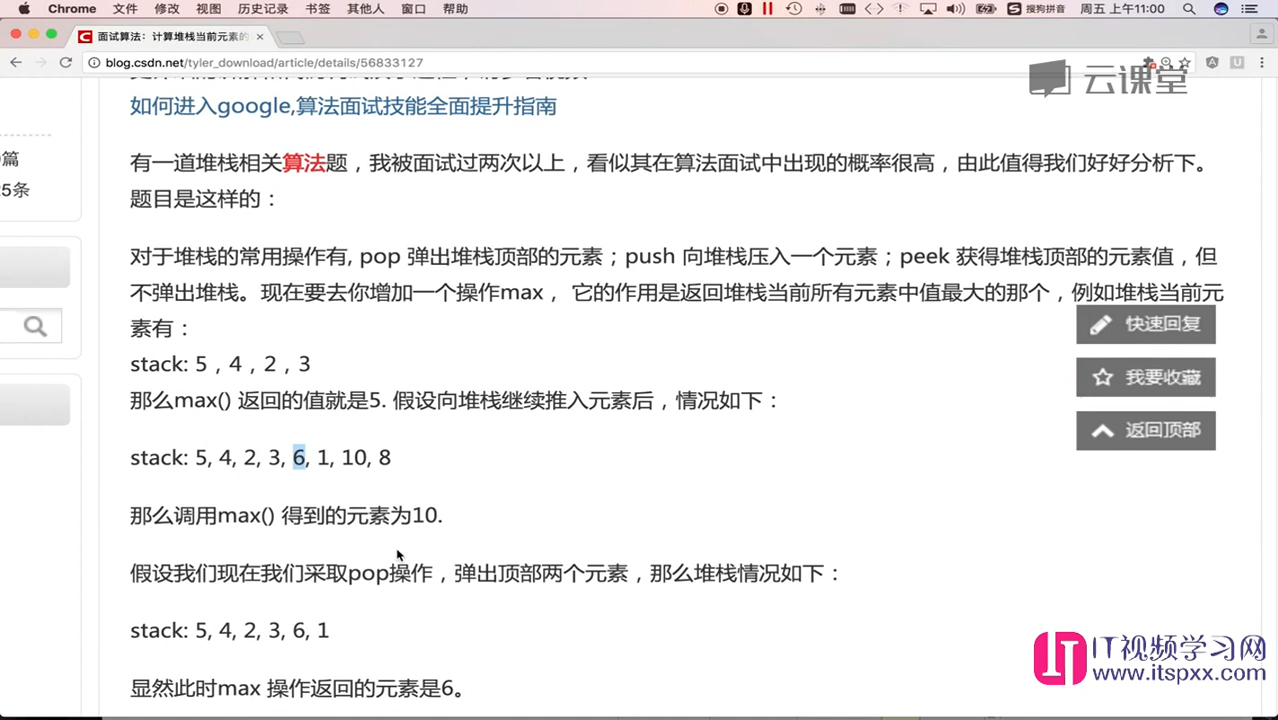 Chrome 文件 修改 视图 历史记录 书签 其他人 窗口 帮助 搜狗拼音 周五 上午11:00
面试算法：计算堆栈当前元素的
blog.csdn.net/tyler_download/article/details/56833127
云课堂
如何进入google,算法面试技能全面提升指南
篇
5条
有一道堆栈相关算法题，我被面试过两次以上，看似其在算法面试中出现的概率很高，由此值得我们好好分析下。
题目是这样的：
对于堆栈的常用操作有, pop 弹出堆栈顶部的元素；push 向堆栈压入一个元素；peek 获得堆栈顶部的元素值，但
不弹出堆栈。现在要去你增加一个操作max， 它的作用是返回堆栈当前所有元素中值最大的那个，例如堆栈当前元
素有：
快速回复
stack: 5，4，2，3
我要收藏
那么max() 返回的值就是5. 假设向堆栈继续推入元素后，情况如下：
返回顶部
stack: 5, 4, 2, 3, 6, 1, 10, 8
那么调用max() 得到的元素为10.
假设我们现在我们采取pop操作，弹出顶部两个元素，那么堆栈情况如下：
stack: 5, 4, 2, 3, 6, 1
显然此时max 操作返回的元素是6。
IT视频学习网
www.itspxx.com